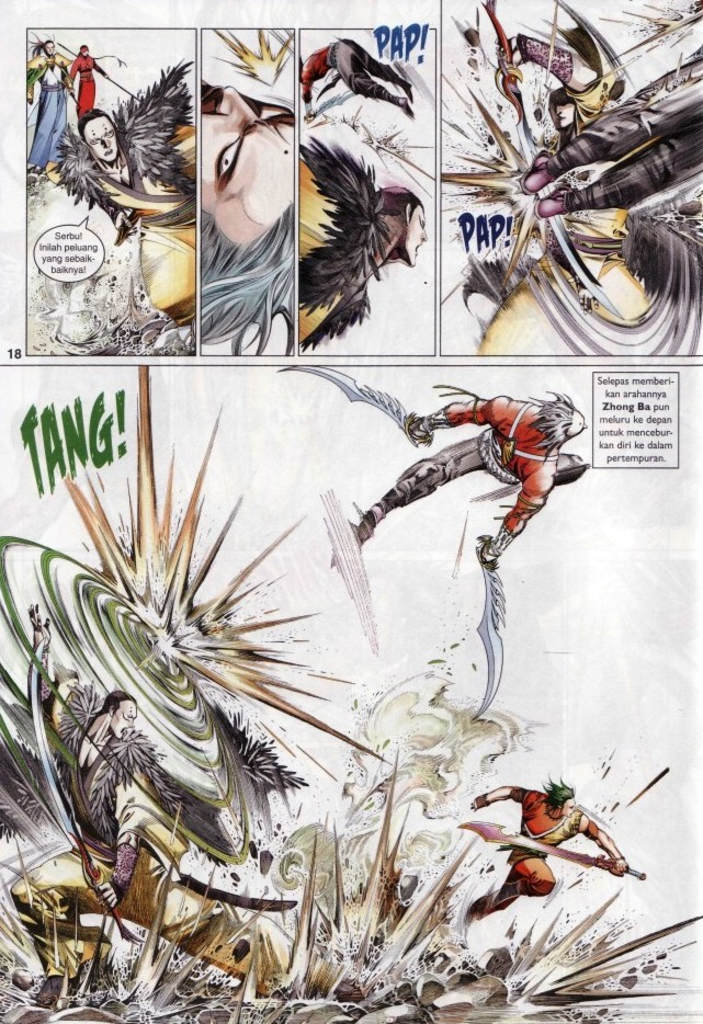 PAP!
Serbu!
Inilah peluang
yang sebaik-
baiknya!
PAP!
18
TANG!
Selepas memberi-
kan arahannya
Zhong Ba pun
meluru ke depan
untuk mencebur-
kan diri ke dalam
pertempuran.